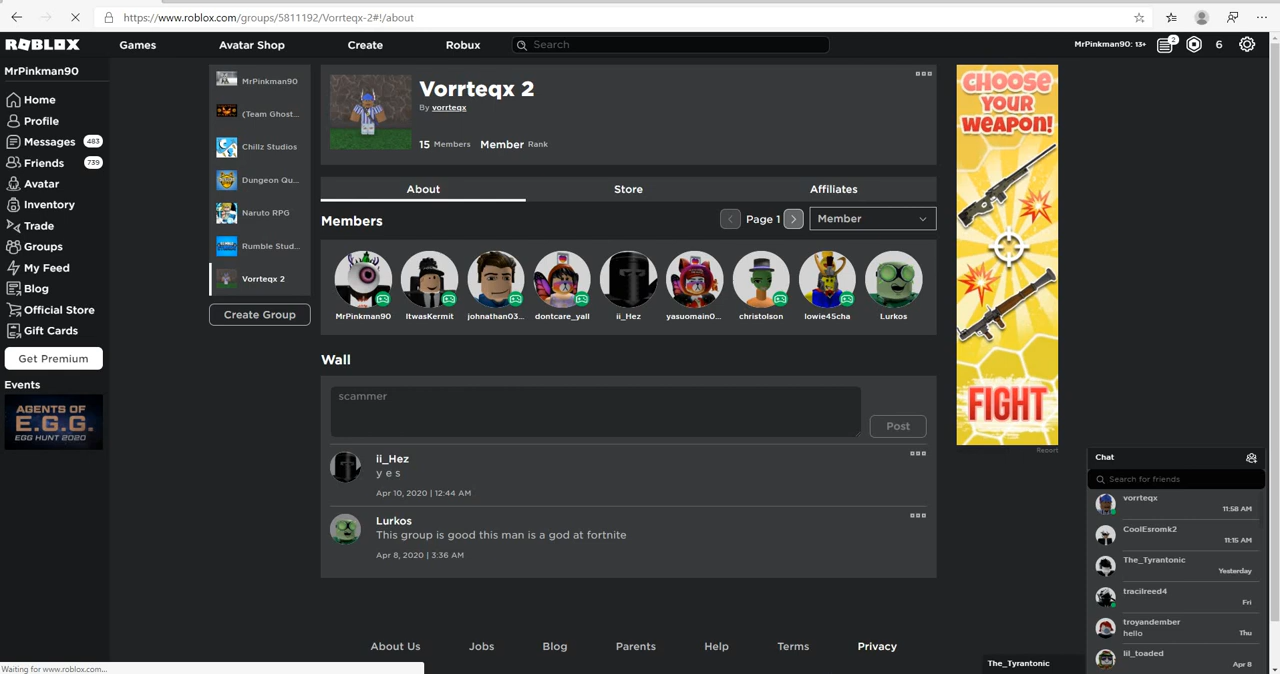 https://www.roblox.com/groups/5811192/Vorrteqx-2#!/about
ROBLOX
Games
Avatar Shop
Create
Robux
Search
MrPinkman90: 13+
2
6
MrPinkman90
Home
Profile
Messages 483
Friends 739
Avatar
Inventory
Trade
Groups
My Feed
Blog
Official Store
Gift Cards
Get Premium
Events
AGENTS OF
E.G.G.
EGG HUNT 2020
MrPinkman90
(Team Ghost...
Chillz Studios
Dungeon Qu...
Naruto RPG
Rumble Stud...
Vorrteqx 2
Create Group
Vorrteqx 2
By vorrteqx
15 Members Member Rank
About
Store
Affiliates
Members
Page 1
Member
MrPinkman90
ItwasKermit
johnathan03...
dontcare_yall
ii_Hez
yasuomain0...
christolson
lowie45cha
Lurkos
Wall
scammer
Post
ii_Hez
y e s
Apr 10, 2020 | 12:44 AM
Lurkos
This group is good this man is a god at fortnite
Apr 8, 2020 | 3:36 AM
About Us
Jobs
Blog
Parents
Help
Terms
Privacy
CHOOSE
YOUR
WEAPON!
FIGHT
Report
Chat
Search for friends
vorrteqx
11:58 AM
CoolEsromk2
11:15 AM
The_Tyrantonic
Yesterday
tracilreed4
Fri
troyandember
hello
Thu
lil_toaded
Apr 8
The_Tyrantonic
Waiting for www.roblox.com...